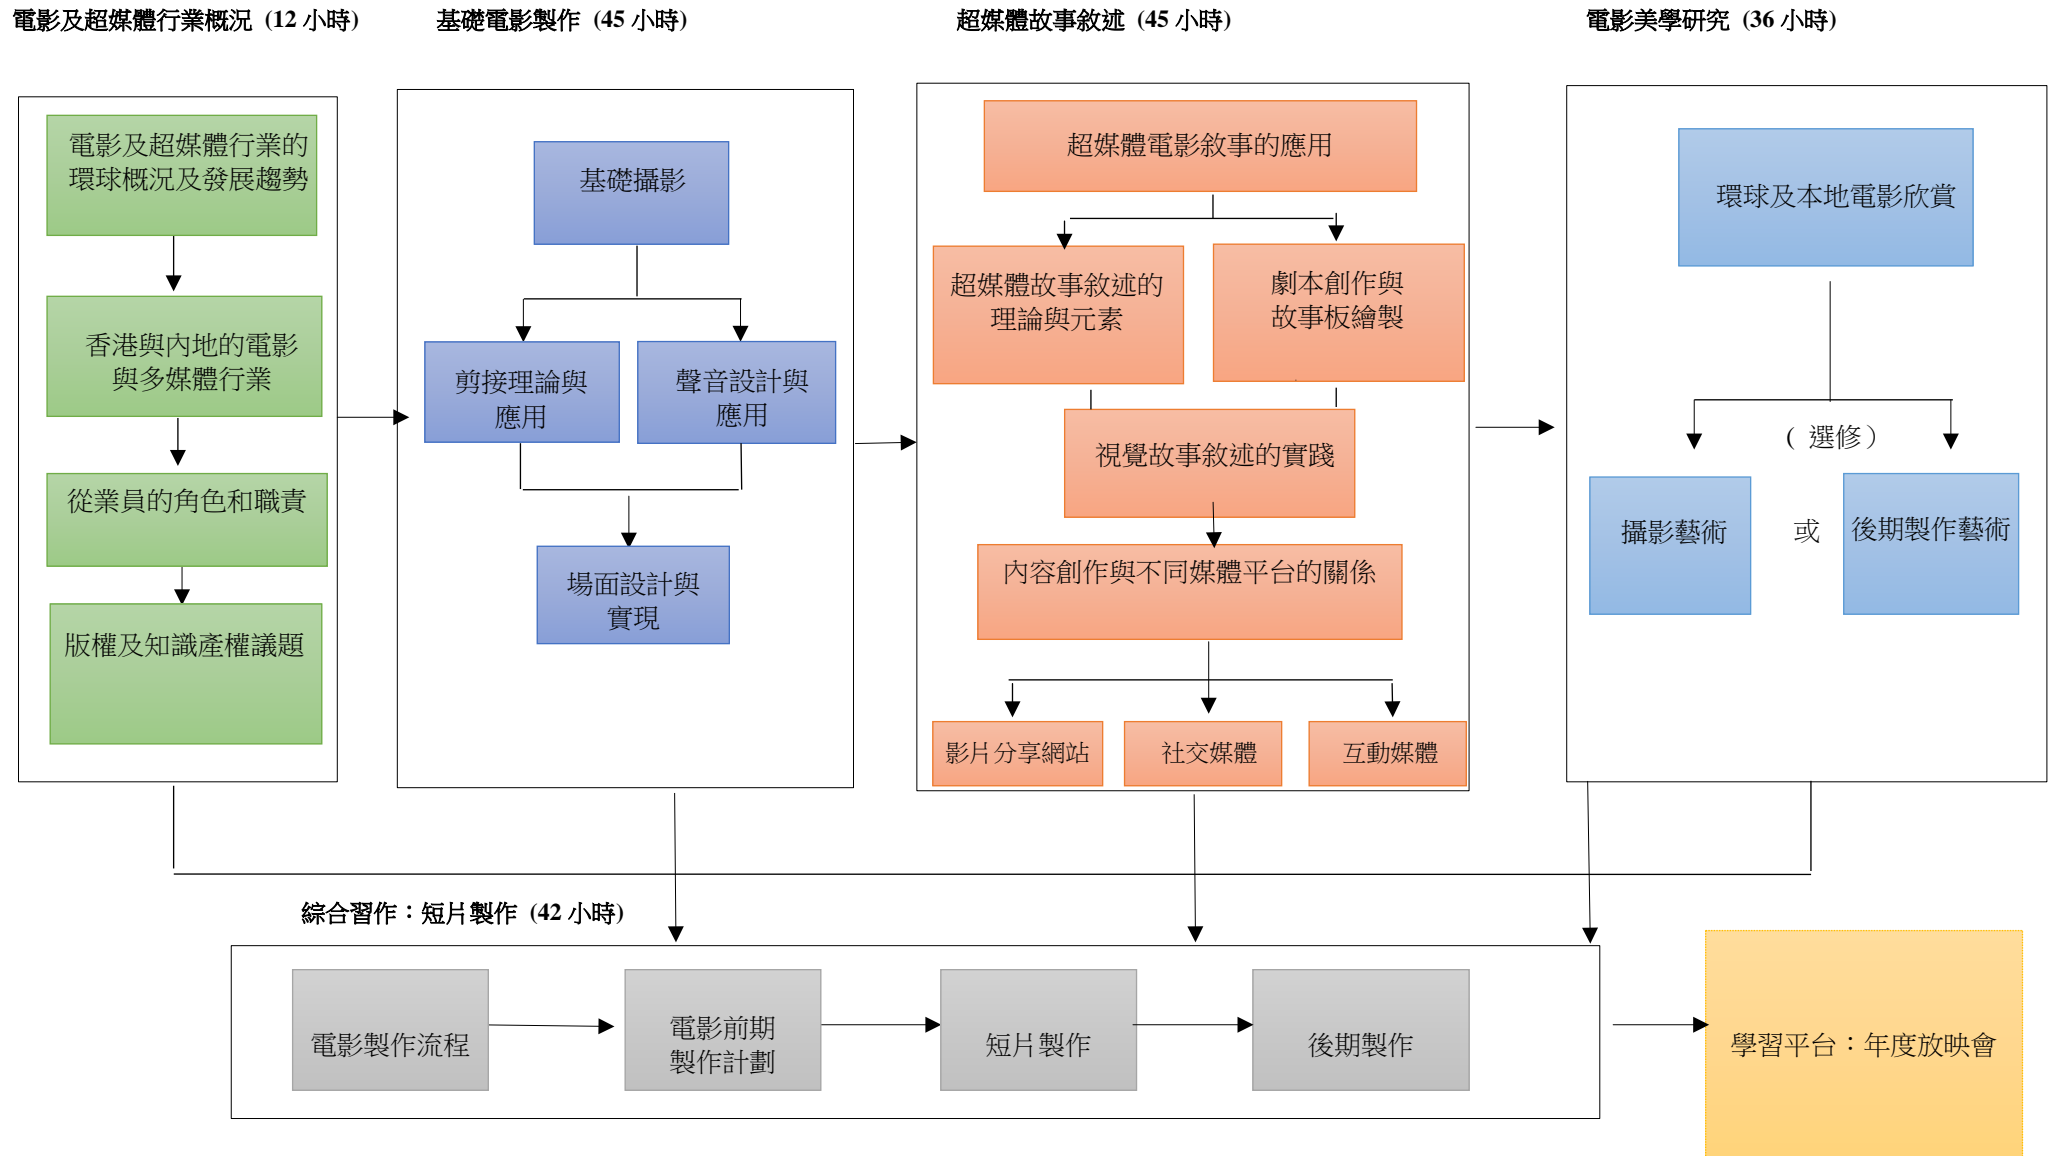 電影及超媒體行業概況 (12 小時)
基礎電影製作 (45 小時)
超媒體故事敘述 (45 小時)
電影美學研究 (36 小時)
電影及超媒體行業的
環球概況及發展趨勢
香港與內地的電影
與多媒體行業
從業員的角色和職責
版權及知識產權議題
基礎攝影
剪接理論與
應用
聲音設計與
應用
場面設計與
實現
超媒體電影敘事的應用
超媒體故事敘述的
理論與元素
劇本創作與
故事板繪製
視覺故事敘述的實踐
內容創作與不同媒體平台的關係
影片分享網站
社交媒體
互動媒體
環球及本地電影欣賞
( 選修）
攝影藝術
或
後期製作藝術
綜合習作：短片製作 (42 小時)
電影製作流程
電影前期
製作計劃
短片製作
後期製作
學習平台：年度放映會